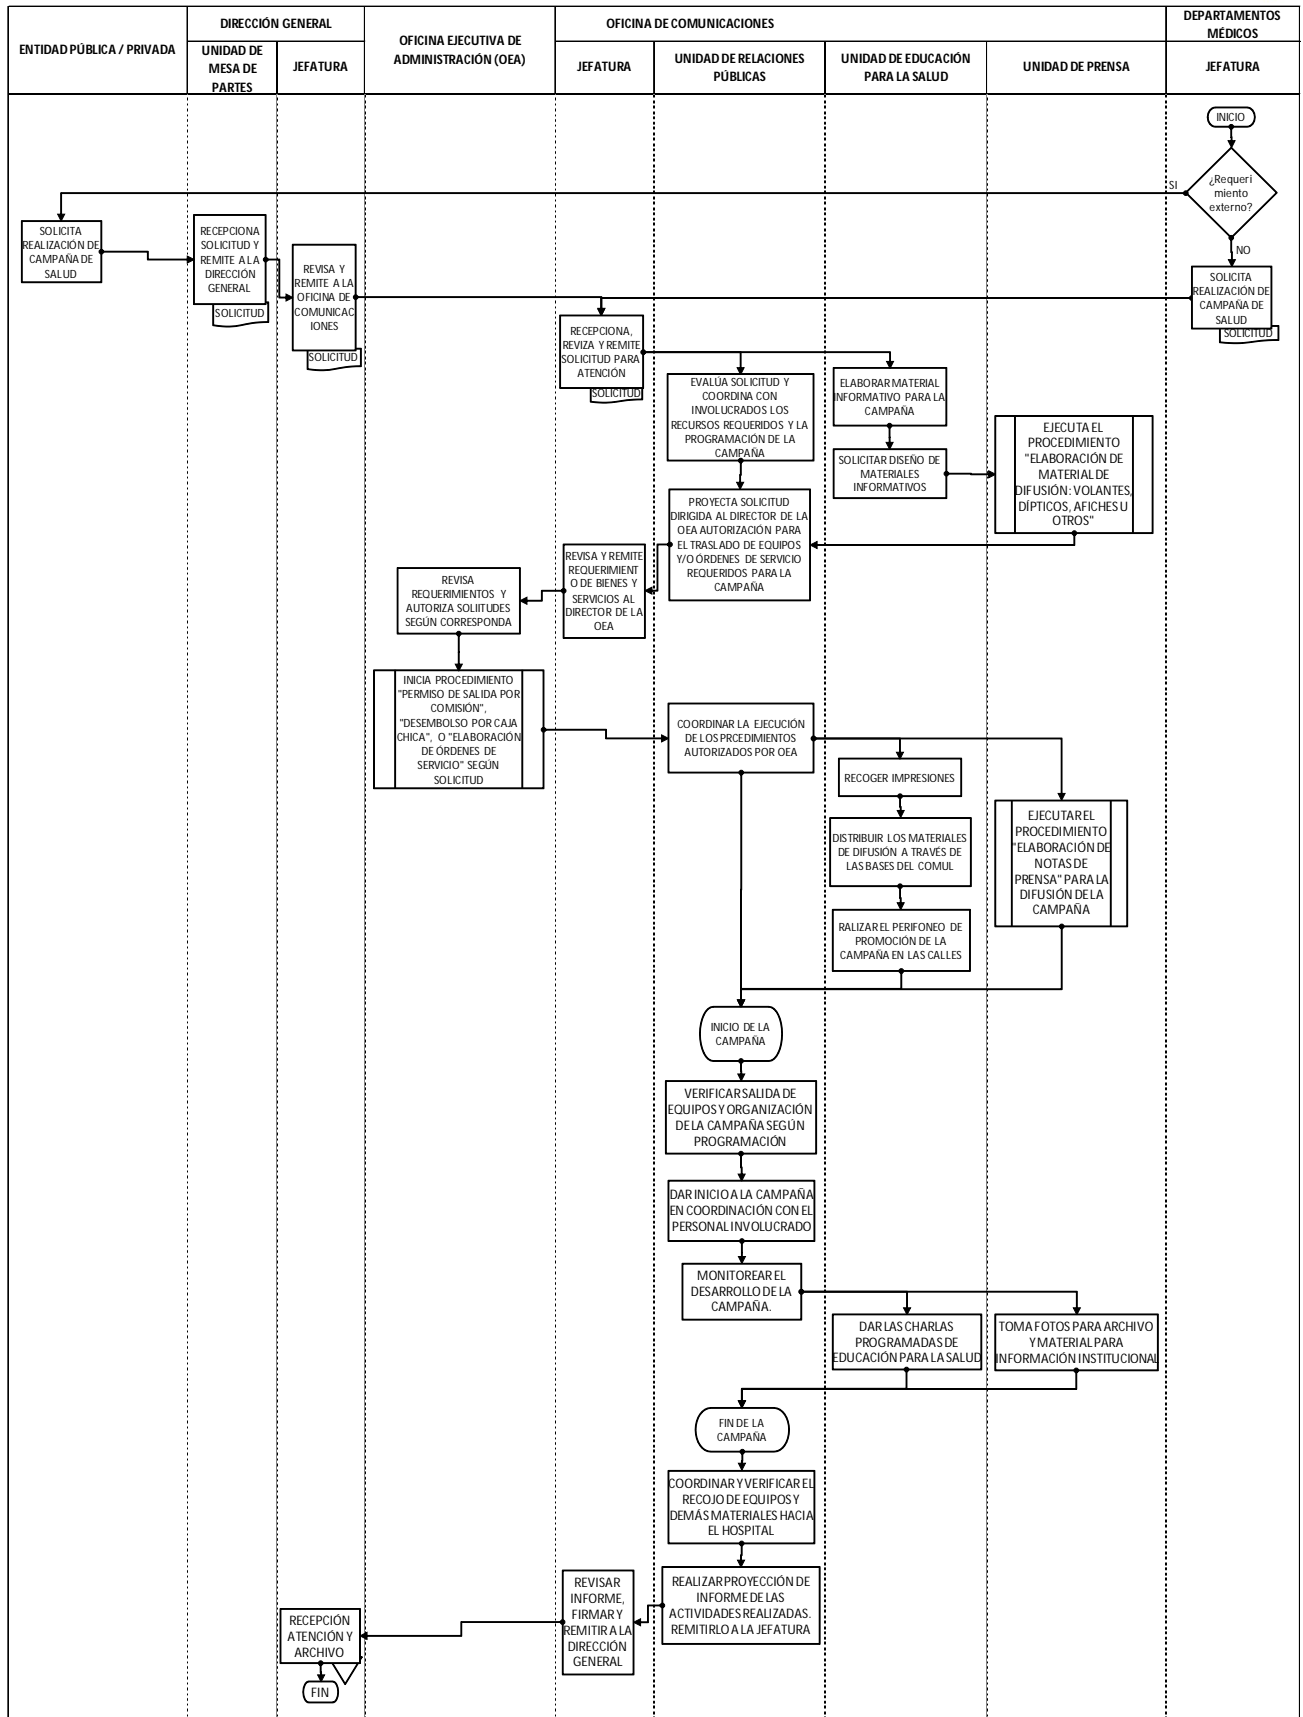 ENTIDAD PÚBLICA / PRIVADA
DIRECCIÓN GENERAL
UNIDAD DE
MESA DE
PARTES
JEFATURA
OFICINA EJECUTIVA DE
ADMINISTRACIÓN (OEA)
OFICINA DE COMUNICACIONES
JEFATURA
UNIDAD DE RELACIONES
PÚBLICAS
UNIDAD DE EDUCACIÓN
PARA LA SALUD
UNIDAD DE PRENSA
DEPARTAMENTOS
MÉDICOS
JEFATURA
INICIO
¿Requeri
miento
externo?
SI
NO
SOLICITA
REALIZACIÓN DE
CAMPAÑA DE
SALUD
RECEPCIONA
SOLICITUD Y
REMITE A LA
DIRECCIÓN
GENERAL
SOLICITUD
REVISA Y
REMITE A LA
OFICINA DE
COMUNICAC
IONES
SOLICITUD
SOLICITA
REALIZACIÓN DE
CAMPAÑA DE
SALUD
SOLICITUD
RECEPCIONA,
REVIZA Y REMITE
SOLICITUD PARA
ATENCIÓN
SOLICITUD
EVALÚA SOLICITUD Y
COORDINA CON
INVOLUCRADOS LOS
RECURSOS REQUERIDOS Y LA
PROGRAMACIÓN DE LA
CAMPAÑA
ELABORAR MATERIAL
INFORMATIVO PARA LA
CAMPAÑA
SOLICITAR DISEÑO DE
MATERIALES
INFORMATIVOS
EJECUTA EL
PROCEDIMIENTO
"ELABORACIÓN DE
MATERIAL DE
DIFUSIÓN: VOLANTES,
DÍPTICOS, AFICHES U
OTROS"
PROYECTA SOLICITUD
DIRIGIDA AL DIRECTOR DE LA
OEA AUTORIZACIÓN PARA
EL TRASLADO DE EQUIPOS
Y/O ÓRDENES DE SERVICIO
REQUERIDOS PARA LA
CAMPAÑA
REVISA Y REMITE
REQUERIMIENT
O DE BIENES Y
SERVICIOS AL
DIRECTOR DE LA
OEA
REVISA
REQUERIMIENTOS Y
AUTORIZA SOLIITUDES
SEGÚN CORRESPONDA
INICIA PROCEDIMIENTO
"PERMISO DE SALIDA POR
COMISIÓN",
"DESEMBOLSO POR CAJA
CHICA", O "ELABORACIÓN
DE ÓRDENES DE
SERVICIO" SEGÚN
SOLICITUD
COORDINAR LA EJECUCIÓN
DE LOS PRCEDIMIENTOS
AUTORIZADOS POR OEA
RECOGER IMPRESIONES
DISTRIBUIR LOS MATERIALES
DE DIFUSIÓN A TRAVÉS DE
LAS BASES DEL COMUL
RALIZAR EL PERIFONEO DE
PROMOCIÓN DE LA
CAMPAÑA EN LAS CALLES
EJECUTAR EL
PROCEDIMIENTO
"ELABORACIÓN DE
NOTAS DE
PRENSA" PARA LA
DIFUSIÓN DE LA
CAMPAÑA
INICIO DE LA
CAMPAÑA
VERIFICAR SALIDA DE
EQUIPOS Y ORGANIZACIÓN
DE LA CAMPAÑA SEGÚN
PROGRAMACIÓN
DAR INICIO A LA CAMPAÑA
EN COORDINACIÓN CON EL
PERSONAL INVOLUCRADO
MONITOREAR EL
DESARROLLO DE LA
CAMPAÑA.
DAR LAS CHARLAS
PROGRAMADAS DE
EDUCACIÓN PARA LA SALUD
TOMA FOTOS PARA ARCHIVO
Y MATERIAL PARA
INFORMACIÓN INSTITUCIONAL
FIN DE LA
CAMPAÑA
COORDINAR Y VERIFICAR EL
RECOJO DE EQUIPOS Y
DEMÁS MATERIALES HACIA
EL HOSPITAL
REALIZAR PROYECCIÓN DE
INFORME DE LAS
ACTIVIDADES REALIZADAS.
REMITIRLO A LA JEFATURA
REVISAR
INFORME,
FIRMAR Y
REMITIR A LA
DIRECCIÓN
GENERAL
RECEPCIÓN
ATENCIÓN Y
ARCHIVO
FIN